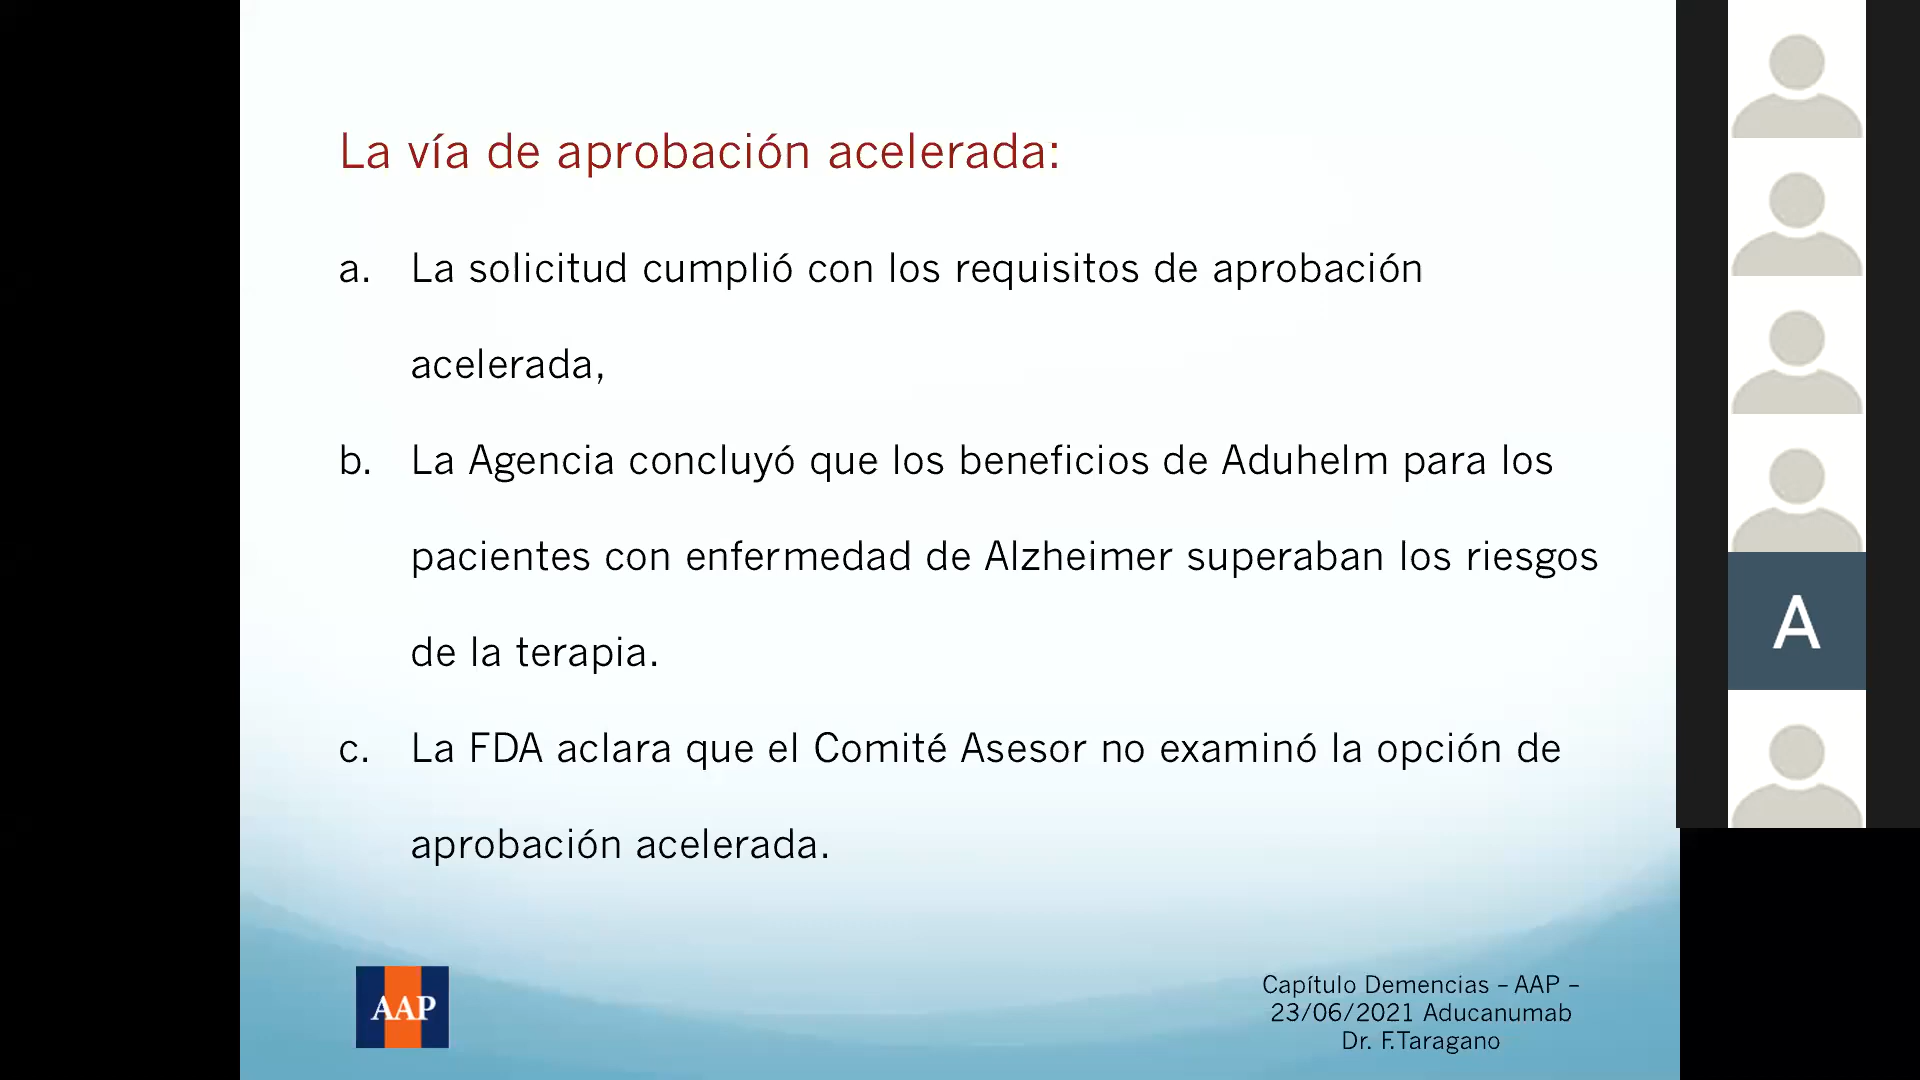 La vía de aprobación acelerada:
a. La solicitud cumplió con los requisitos de aprobación
acelerada,
b. La Agencia concluyó que los beneficios de Aduhelm para los
pacientes con enfermedad de Alzheimer superaban los riesgos
de la terapia.
c. La FDA aclara que el Comité Asesor no examinó la opción de
aprobación acelerada.
AAP
Capítulo Demencias – AAP –
23/06/2021 Aducanumab
Dr. F.Taragano
A